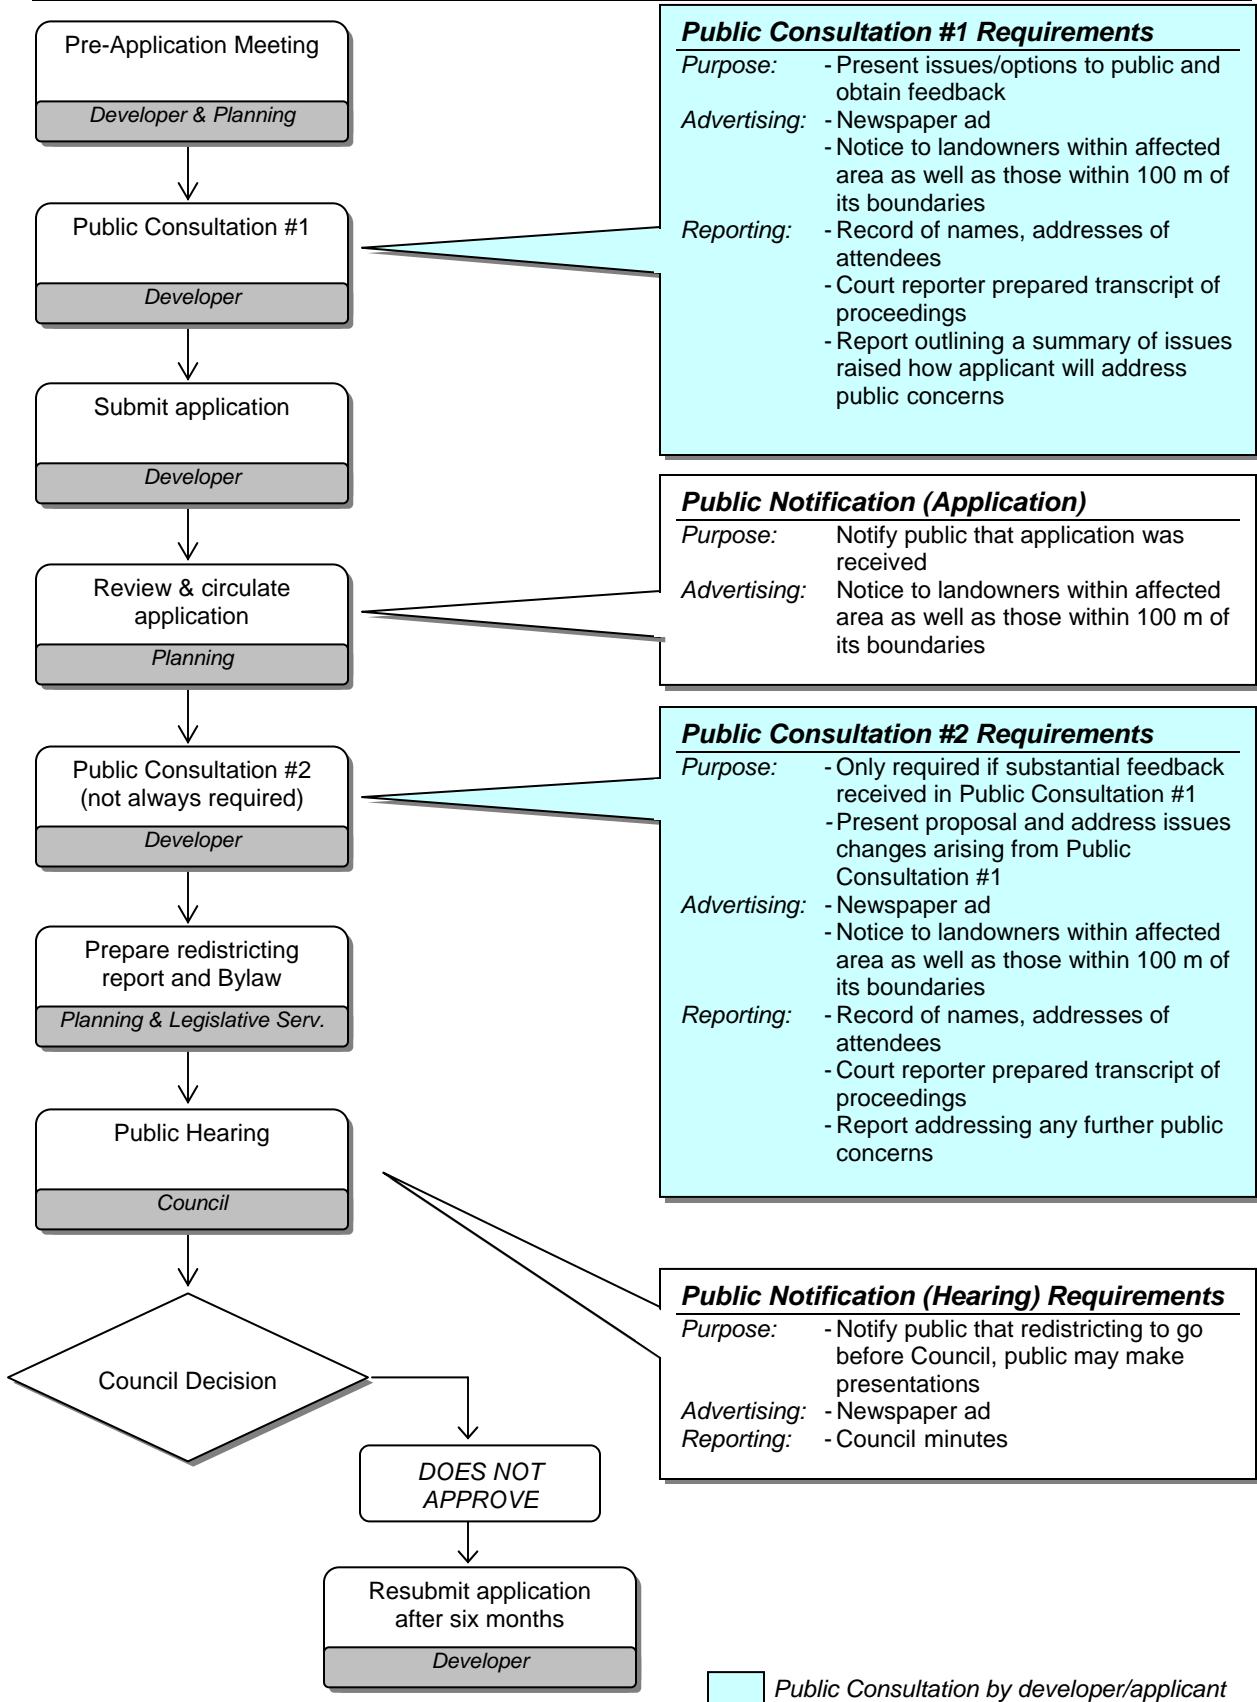 Pre-Application Meeting
Developer & Planning
Public Consultation #1
Developer
Submit application
Developer
Review & circulate
application
Planning
Public Consultation #2
(not always required)
Developer
Prepare redistricting
report and Bylaw
Planning & Legislative Serv.
Public Hearing
Council
Council Decision
DOES NOT
APPROVE
Resubmit application
after six months
Developer
Public Consultation #1 Requirements
Purpose: - Present issues/options to public and
obtain feedback
Advertising: - Newspaper ad
- Notice to landowners within affected
area as well as those within 100 m of
its boundaries
Reporting: - Record of names, addresses of
attendees
- Court reporter prepared transcript of
proceedings
- Report outlining a summary of issues
raised how applicant will address
public concerns
Public Notification (Application)
Purpose: Notify public that application was
received
Advertising: Notice to landowners within affected
area as well as those within 100 m of
its boundaries
Public Consultation #2 Requirements
Purpose: - Only required if substantial feedback
received in Public Consultation #1
- Present proposal and address issues
changes arising from Public
Consultation #1
Advertising: - Newspaper ad
- Notice to landowners within affected
area as well as those within 100 m of
its boundaries
Reporting: - Record of names, addresses of
attendees
- Court reporter prepared transcript of
proceedings
- Report addressing any further public
concerns
Public Notification (Hearing) Requirements
Purpose: - Notify public that redistricting to go
before Council, public may make
presentations
Advertising: - Newspaper ad
Reporting: - Council minutes
Public Consultation by developer/applicant